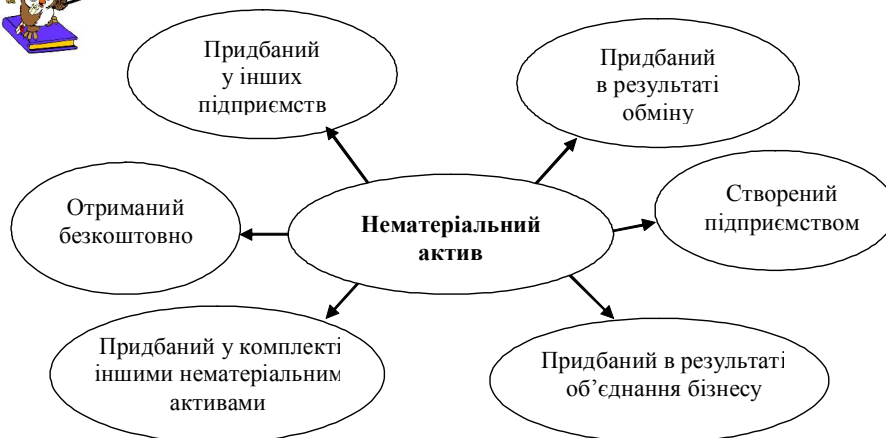 Придбаний
у інших
підприємств
Придбаний
в результаті
обміну
Отриманий
безкоштовно
Нематеріальний
актив
Створений
підприємством
Придбаний у комплекті
іншими нематеріальним
активами
Придбаний в результаті
об’єднання бізнесу